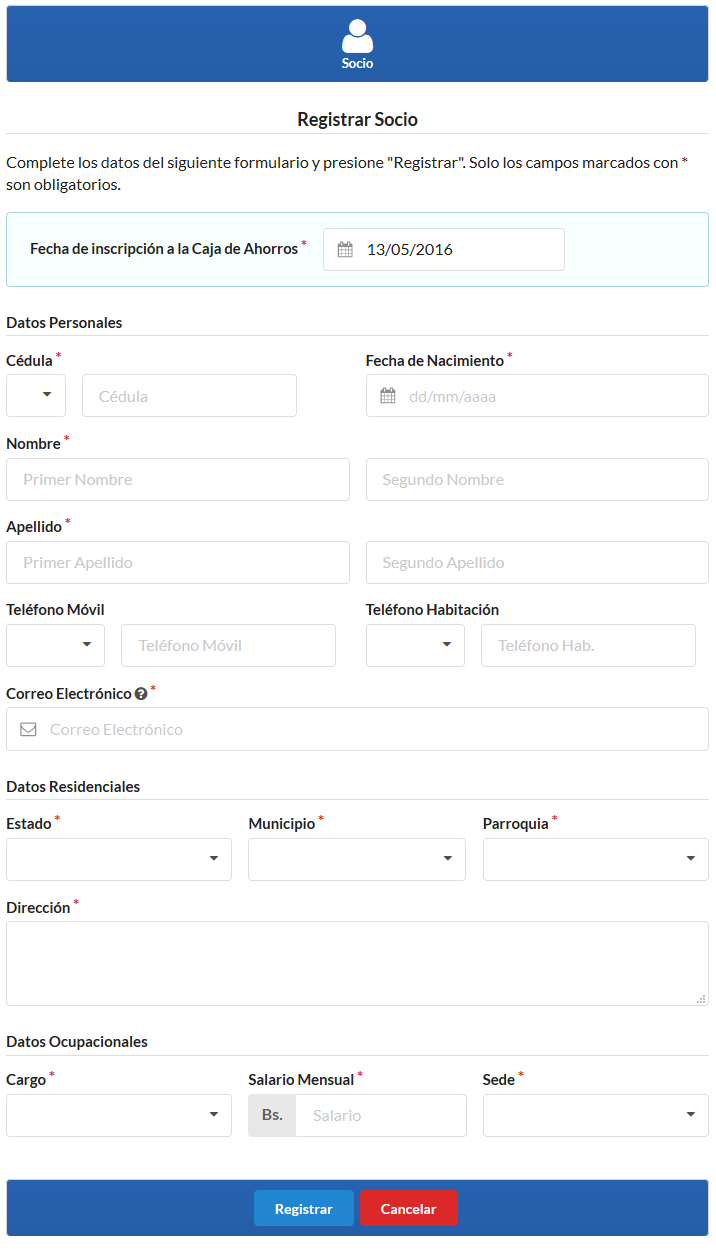 Socio
Registrar Socio
Complete los datos del siguiente formulario y presione "Registrar". Solo los campos marcados con *
son obligatorios.
Fecha de inscripción a la Caja de Ahorros * 13/05/2016
Datos Personales
Cédula * Fecha de Nacimiento *
Cédula dd/mm/aaaa
Nombre *
Primer Nombre Segundo Nombre
Apellido *
Primer Apellido Segundo Apellido
Teléfono Móvil Teléfono Habitación
Teléfono Móvil Teléfono Hab.
Correo Electrónico ? *
Correo Electrónico
Datos Residenciales
Estado * Municipio * Parroquia *
Dirección *
Datos Ocupacionales
Cargo * Salario Mensual * Sede *
Bs. Salario
Registrar Cancelar